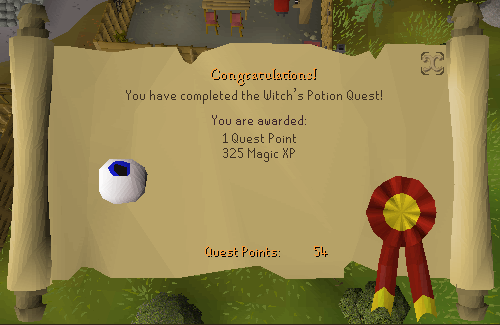 Congratulations!
You have completed the Witch's Potion Quest!
You are awarded:
1 Quest Point
325 Magic XP
Quest Points: 54